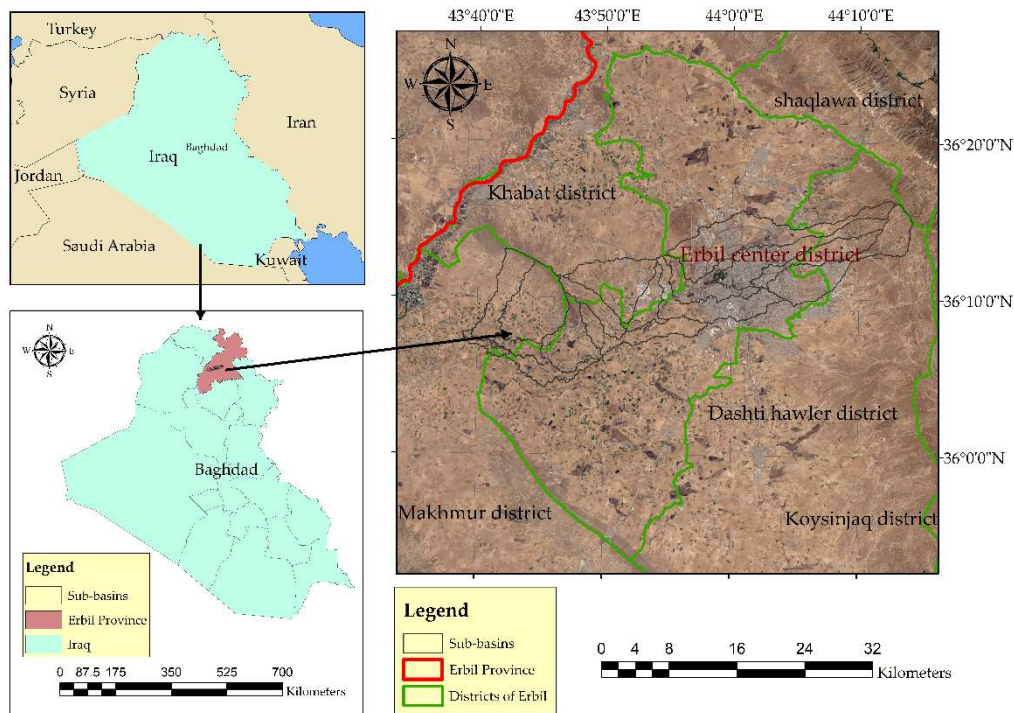 Turkey
Syria
Iran
Iraq
Baghdad
Jordan
Saudi Arabia
Kuwait
N
W E
S
Baghdad
Legend
Sub-basins
Erbil Province
Iraq
0 87.5 175 350 525 700
Kilometers
43°40'0"E 43°50'0"E 44°0'0"E 44°10'0"E
N
W E
S
shaqlawa district
36°20'0"N
Khabat district
Erbil center district
36°10'0"N
Dashti hawler district
36°0'0"N
Makhmur district
Koysinjaq district
Legend
Sub-basins
Erbil Province
Districts of Erbil
0 4 8 16 24 32
Kilometers